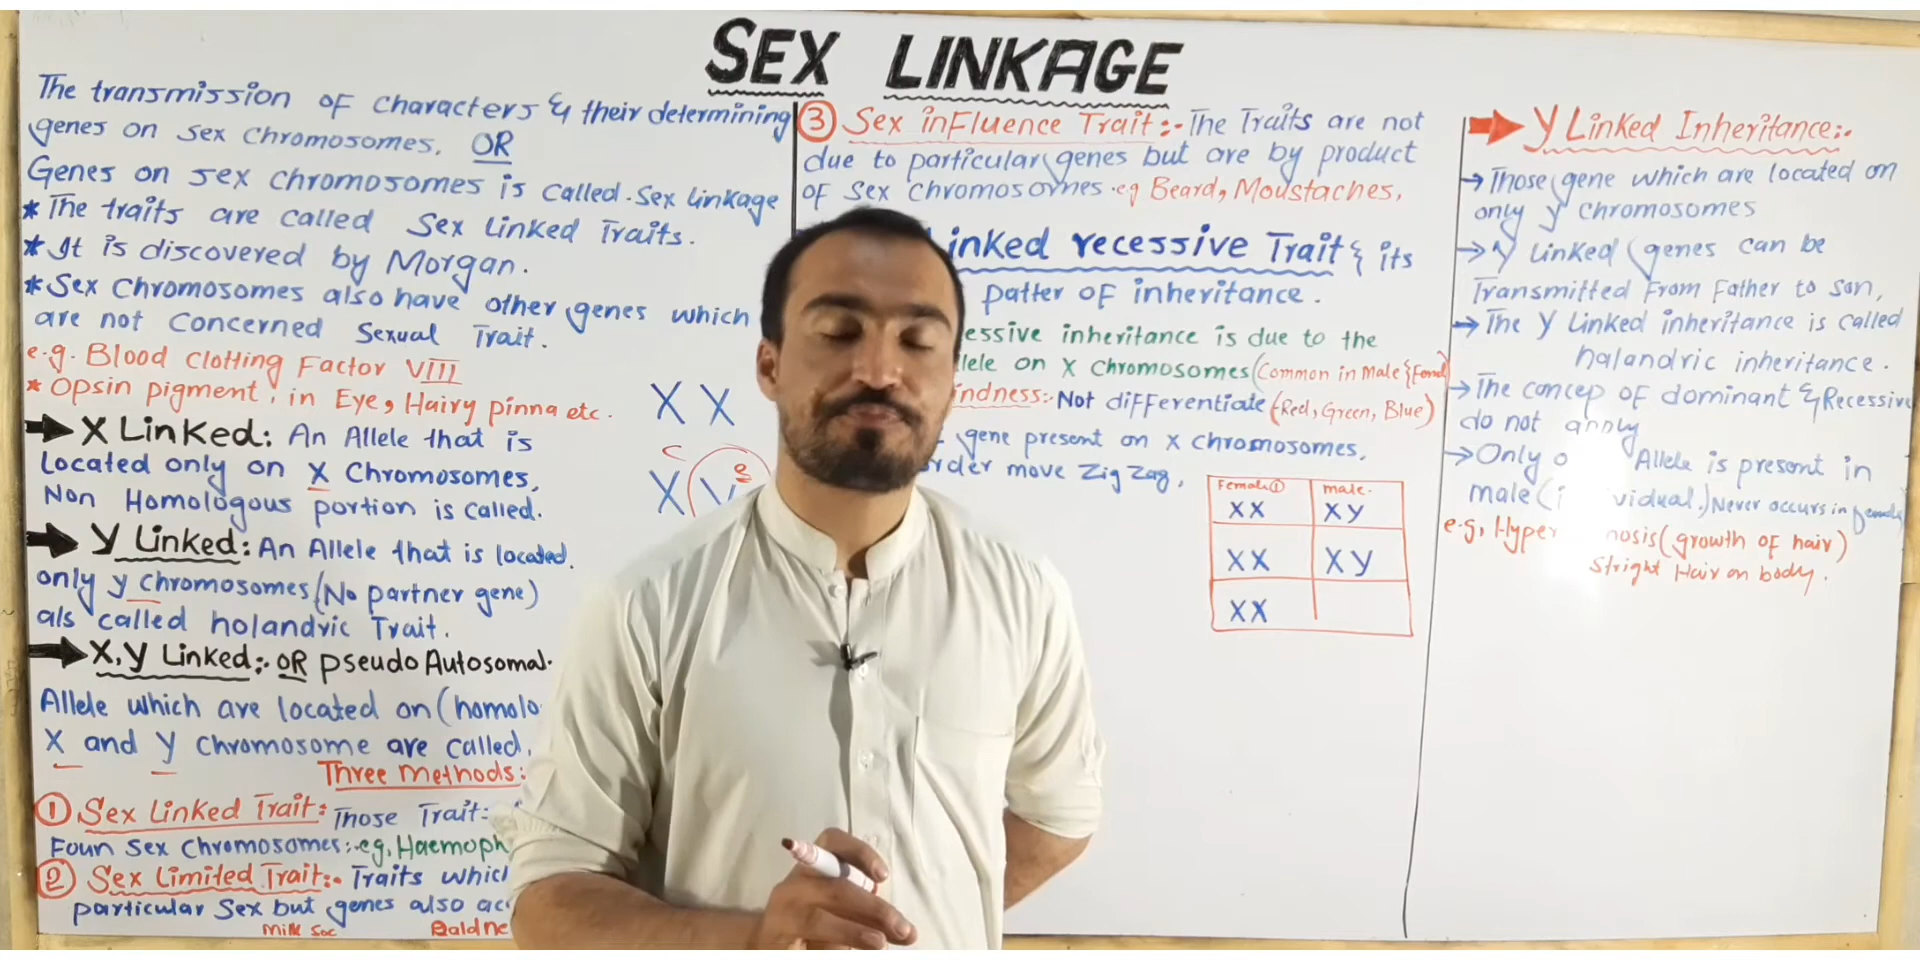 SEX LINKAGE
The transmission of characters & their determining
genes on sex chromosomes. OR
Genes on sex chromosomes is called. Sex linkage
* The traits are called Sex Linked Traits.
* It is discovered by Morgan.
* Sex chromosomes also have other genes which
are not concerned Sexual Trait.
e.g. Blood Clotting Factor VIII
* Opsin pigment, in Eye, Hairy pinna etc.
X Linked: An Allele that is
Located only on X Chromosomes,
Non Homologous portion is called.
Y Linked: An Allele that is located.
only y chromosomes (No partner gene)
als called holandric Trait.
X,Y Linked:. OR pseudo Autosomal.
Allele which are located on (homolo
X and Y chromosome are called.
Three Methods:
① Sex Linked Trait: Those Trait
Foun Sex Chromosomes:-eg, Haemoph
② Sex Limited Trait:- Traits whic
particular Sex but genes also ac
Milk Sec Baldne
X X
C
X
③ Sex inFluence Trait:- The Traits are not
due to particular genes but are by product
of Sex chromosomes.eg Beard, Moustaches,
inked recessive Trait & its
patter of inheritance.
essive inheritance is due to the
lele on X Chromosomes (Common in Male
indness:- Not differentiate (Red, Green, Blue)
gene present on x chromosomes.
rder move Zig Zag.
Female① male.
XX XY
XX XY
XX
Y Linked Inheritance:.
→ Those gene which are located on
only y chromosomes
→ Y Linked genes can be
Transmitted From Father to son,
→ The Y Linked inheritance is called
halandric inheritance.
→ The concep of dominant & Recessive
do not apply
→ Only Allele is present in
male (i vidual.) Never occurs in female
e.g, Hyper nosis (growth of hair)
Stright Hair on body.